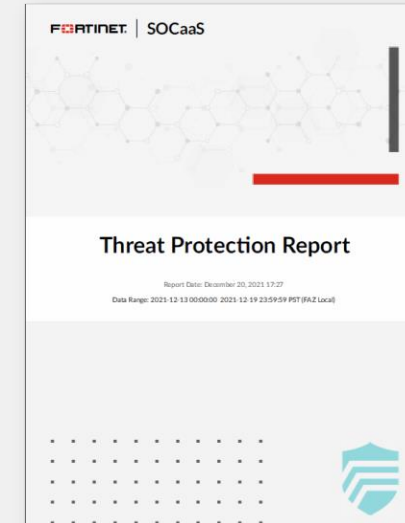 FORTINET | SOCaaS
Threat Protection Report
Report Date: December 20, 2021 17:27
Data Range: 2021-12-13 00:00:00 2021-12-19 23:59:59 PST (FAZ Local)